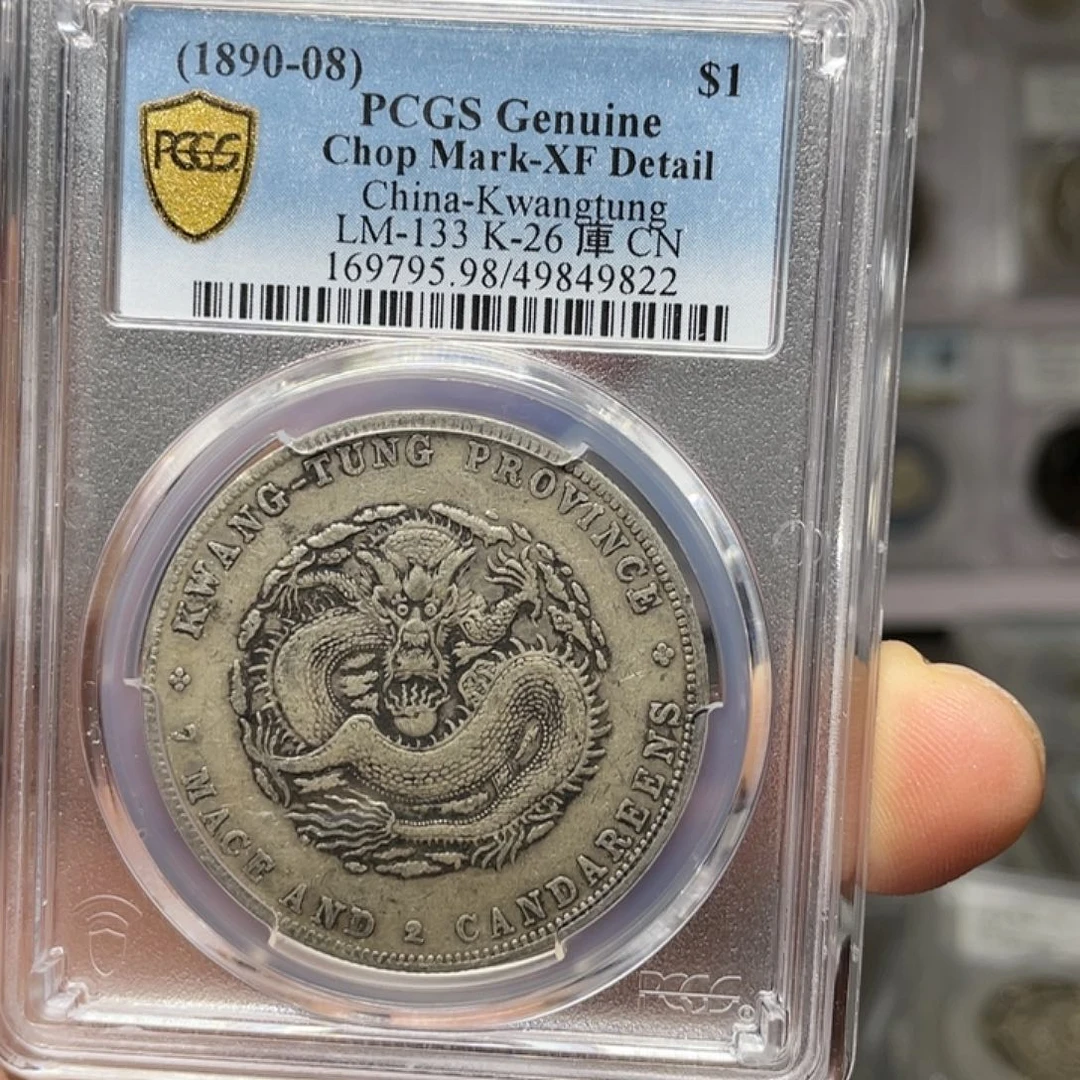 (1890-08)
$1
PCGS Genuine
PCGS
Chop Mark-XF Detail
China-Kwangtung
LM-133 K-26 庫 CN
169795.98/49849822
KWANG-TUNG PROVINCE
7 MACE AND 2 CANDAREENS
PCGS